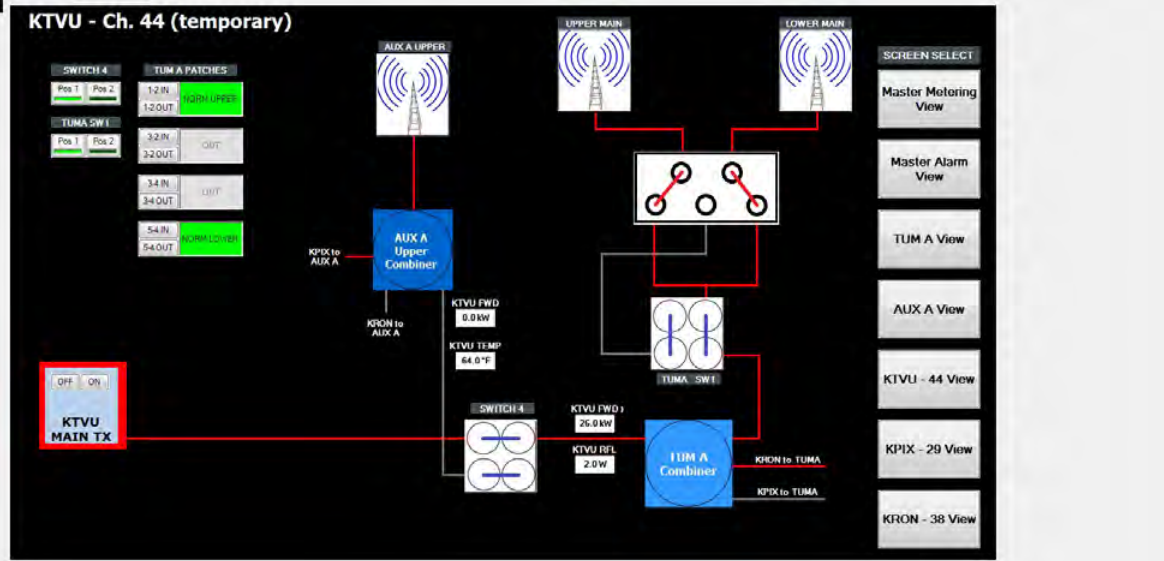 KTVU - Ch. 44 (temporary)
SWITCH 4
Pos 1 Pos 2
TUMA SW1
Pos 1 Pos 2
TUM A PATCHES
1-2 IN
1-2 OUT
NORM UPPER
3-2 IN
3-2 OUT
OUT
3-4 IN
3-4 OUT
OUT
5-4 IN
5-4 OUT
NORM LOWER
AUX A UPPER
UPPER MAIN
LOWER MAIN
AUX A
Upper
Combiner
KPIX to
AUX A
KRON to
AUX A
KTVU FWD
0.0 kW
KTVU TEMP
64.0 °F
OFF ON
KTVU
MAIN TX
SWITCH 4
KTVU FWD
26.0 kW
KTVU RFL
2.0 W
TUMA SW1
TUM A
Combiner
KRON to TUMA
KPIX to TUMA
SCREEN SELECT
Master Metering
View
Master Alarm
View
TUM A View
AUX A View
KTVU - 44 View
KPIX - 29 View
KRON - 38 View